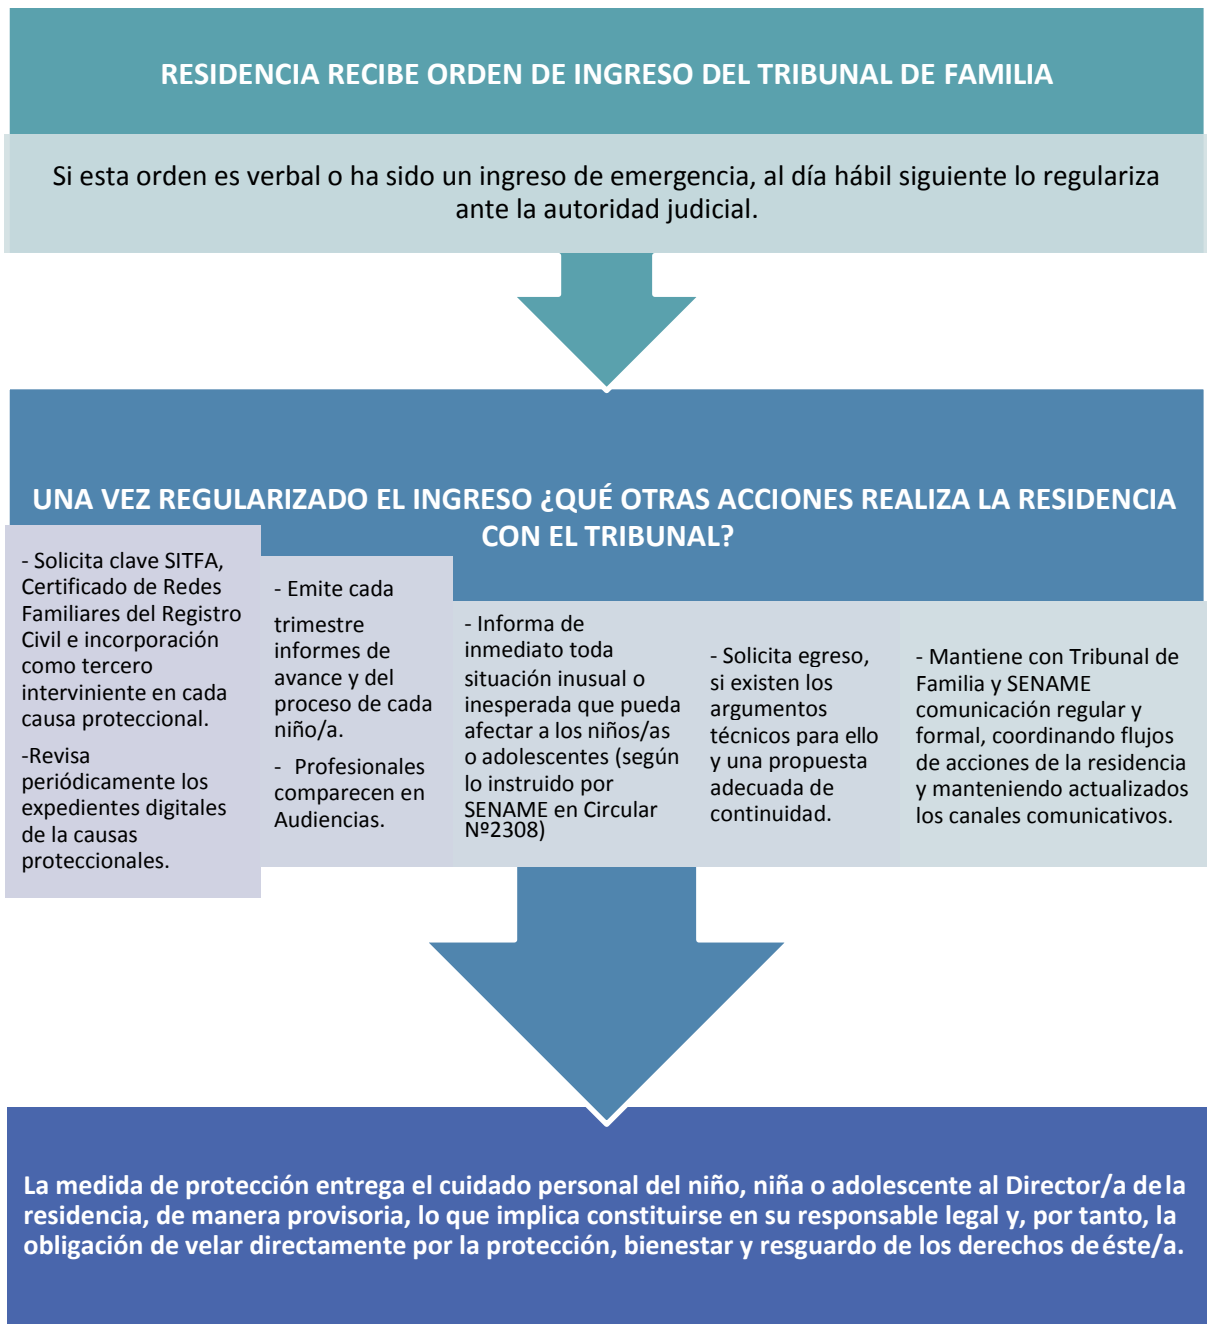 RESIDENCIA RECIBE ORDEN DE INGRESO DEL TRIBUNAL DE FAMILIA
Si esta orden es verbal o ha sido un ingreso de emergencia, al día hábil siguiente lo regulariza
ante la autoridad judicial.
UNA VEZ REGULARIZADO EL INGRESO ¿QUÉ OTRAS ACCIONES REALIZA LA RESIDENCIA
CON EL TRIBUNAL?
- Solicita clave SITFA,
Certificado de Redes
Familiares del Registro
Civil e incorporación
como tercero
interviniente en cada
causa proteccional.
-Revisa
periódicamente los
expedientes digitales
de la causas
proteccionales.
- Emite cada
trimestre
informes de
avance y del
proceso de cada
niño/a.
- Profesionales
comparecen en
Audiencias.
- Informa de
inmediato toda
situación inusual o
inesperada que pueda
afectar a los niños/as
o adolescentes (según
lo instruido por
SENAME en Circular
Nº2308)
- Solicita egreso,
si existen los
argumentos
técnicos para ello
y una propuesta
adecuada de
continuidad.
- Mantiene con Tribunal de
Familia y SENAME
comunicación regular y
formal, coordinando flujos
de acciones de la residencia
y manteniendo actualizados
los canales comunicativos.
La medida de protección entrega el cuidado personal del niño, niña o adolescente al Director/a de la
residencia, de manera provisoria, lo que implica constituirse en su responsable legal y, por tanto, la
obligación de velar directamente por la protección, bienestar y resguardo de los derechos de éste/a.